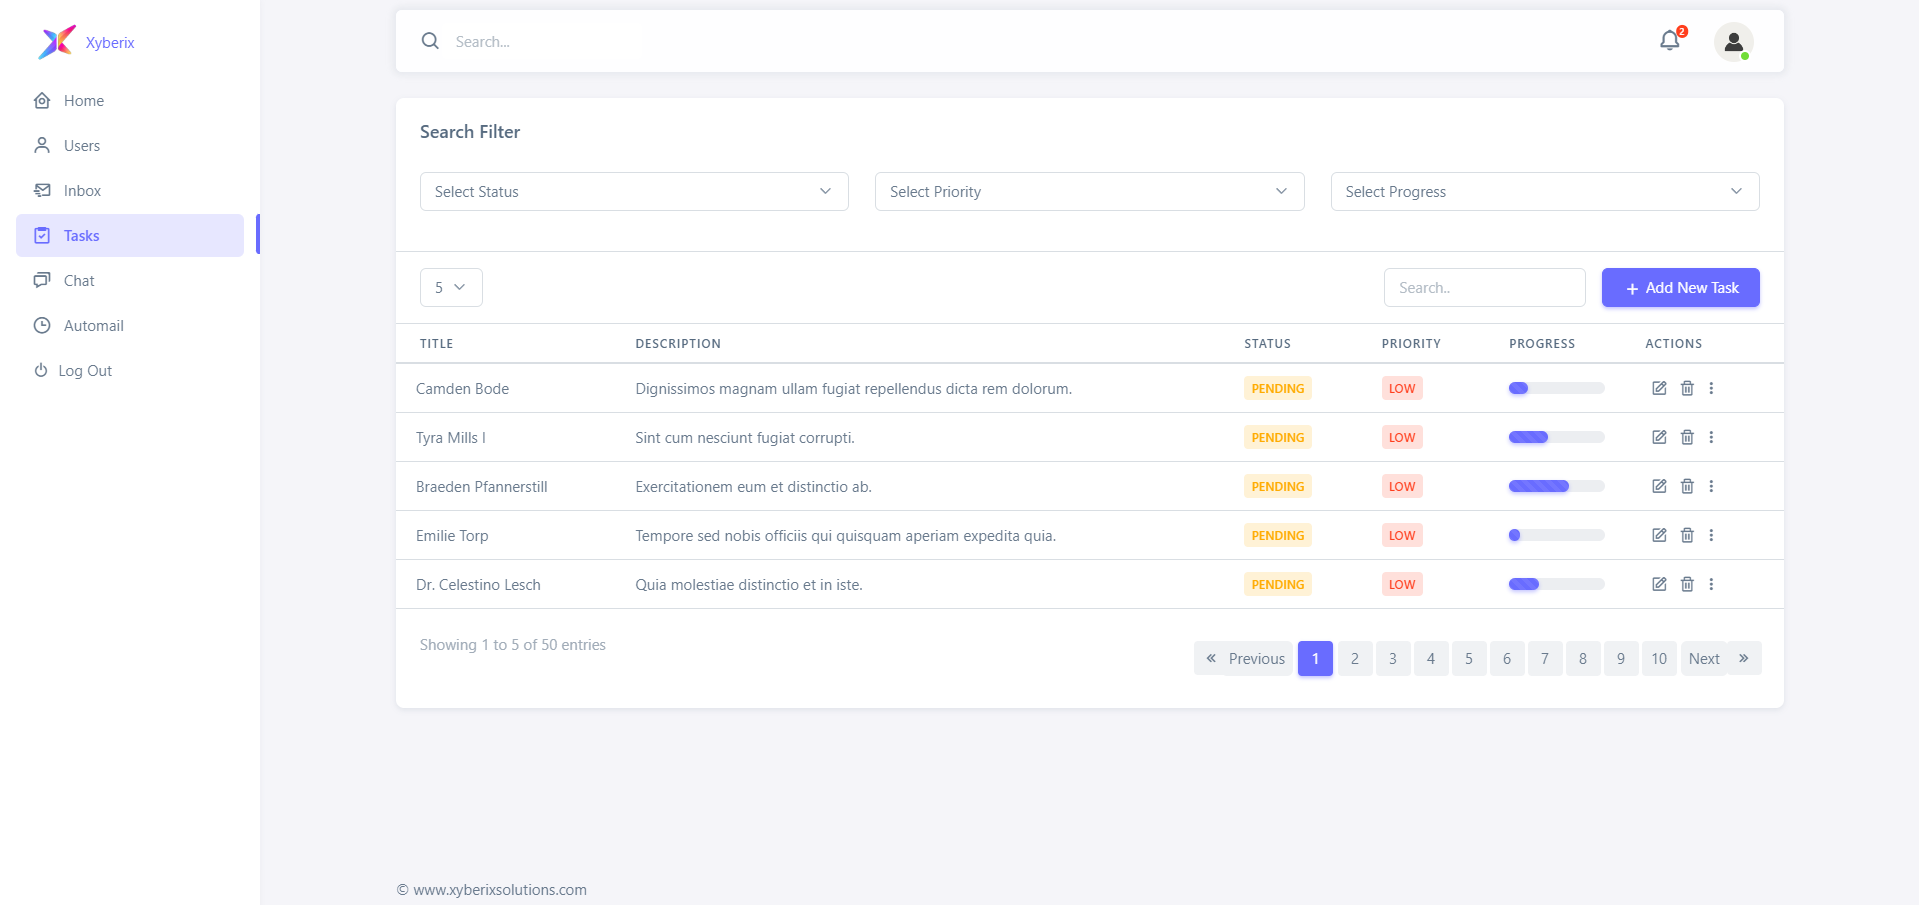 Xyberix
Home
Users
Inbox
Tasks
Chat
Automail
Log Out
Search...
2
Search Filter
Select Status
Select Priority
Select Progress
5
Search..
+ Add New Task
TITLE DESCRIPTION STATUS PRIORITY PROGRESS ACTIONS
Camden Bode Dignissimos magnam ullam fugiat repellendus dicta rem dolorum. PENDING LOW
Tyra Mills I Sint cum nesciunt fugiat corrupti. PENDING LOW
Braeden Pfannerstill Exercitationem eum et distinctio ab. PENDING LOW
Emilie Torp Tempore sed nobis officiis qui quisquam aperiam expedita quia. PENDING LOW
Dr. Celestino Lesch Quia molestiae distinctio et in iste. PENDING LOW
Showing 1 to 5 of 50 entries
« Previous 1 2 3 4 5 6 7 8 9 10 Next »
© www.xyberixsolutions.com